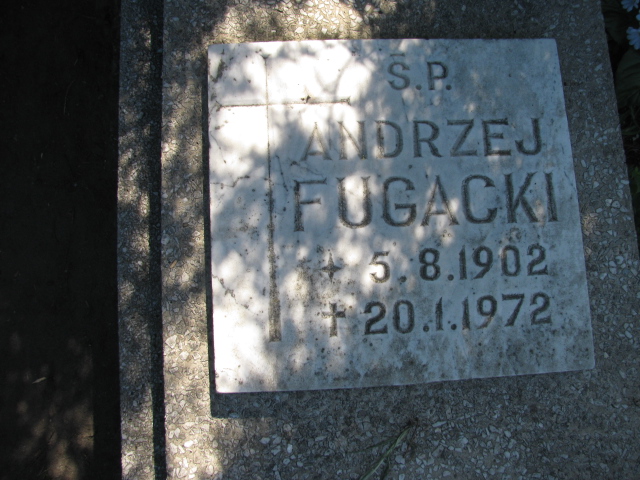 Ś.P.
ANDRZEJ
FUGACKI
5.8.1902
✝ 20.1.1972